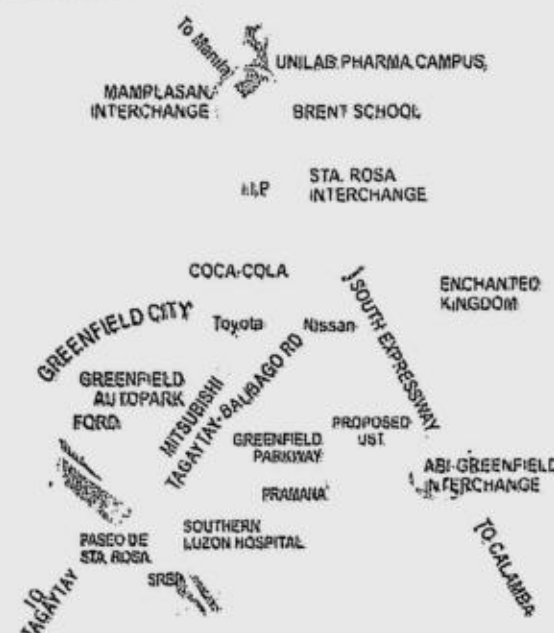 To Manila
UNILAB PHARMA CAMPUS
MAMPLASAN
INTERCHANGE
BRENT SCHOOL
STA. ROSA
INTERCHANGE
COCA-COLA
ENCHANTED
KINGDOM
GREENFIELD CITY
Toyota
Nissan
SOUTH EXPRESSWAY
GREENFIELD
AUTOPARK
FORD
MITSUBISHI
TAGAYTAY-BALIBAGO RD
GREENFIELD
PARKWAY
PROPOSED
UST
ABI-GREENFIELD
INTERCHANGE
PRAMANA
SOUTHERN
LUZON HOSPITAL
PASEO DE
STA. ROSA
TO CALAMBA
TO
TAGAYTAY